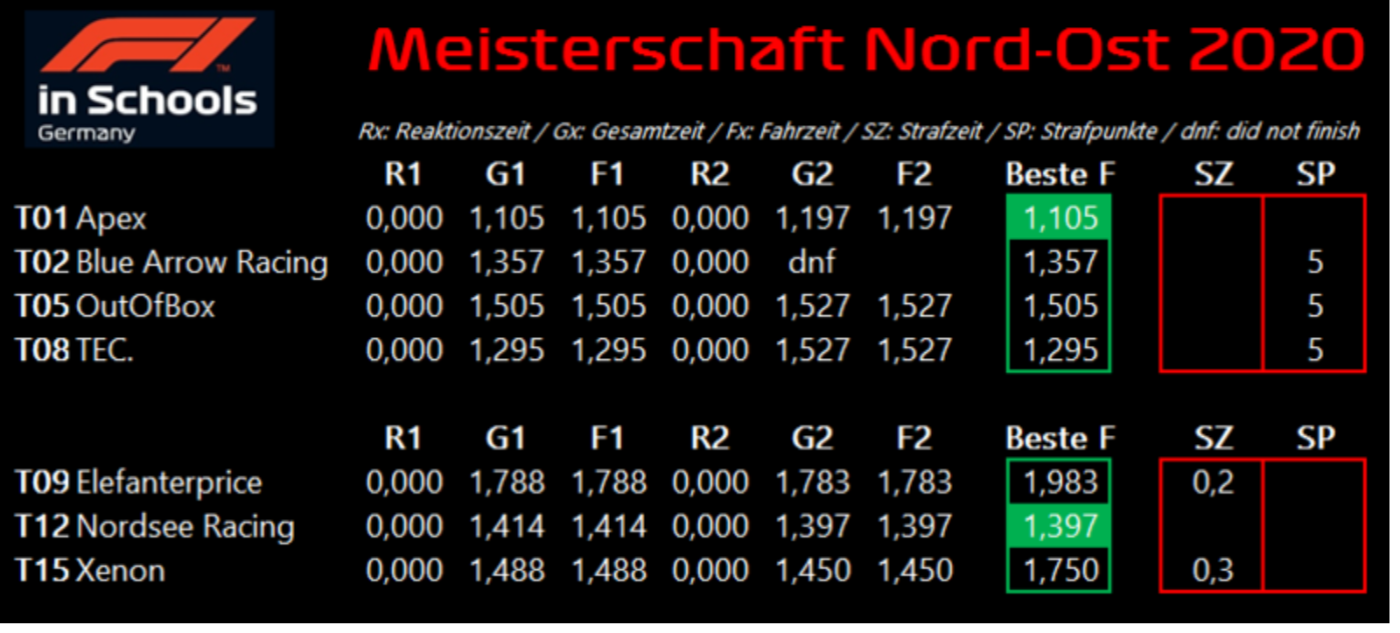 F1 TM
in Schools
Germany
Meisterschaft Nord-Ost 2020
Rx: Reaktionszeit / Gx: Gesamtzeit / Fx: Fahrzeit / SZ: Strafzeit / SP: Strafpunkte / dnf: did not finish
R1 G1 F1 R2 G2 F2 Beste F SZ SP
T01 Apex 0,000 1,105 1,105 0,000 1,197 1,197 1,105
T02 Blue Arrow Racing 0,000 1,357 1,357 0,000 dnf 1,357 5
T05 OutOfBox 0,000 1,505 1,505 0,000 1,527 1,527 1,505 5
T08 TEC. 0,000 1,295 1,295 0,000 1,527 1,527 1,295 5
R1 G1 F1 R2 G2 F2 Beste F SZ SP
T09 Elefanterprice 0,000 1,788 1,788 0,000 1,783 1,783 1,983 0,2
T12 Nordsee Racing 0,000 1,414 1,414 0,000 1,397 1,397 1,397
T15 Xenon 0,000 1,488 1,488 0,000 1,450 1,450 1,750 0,3